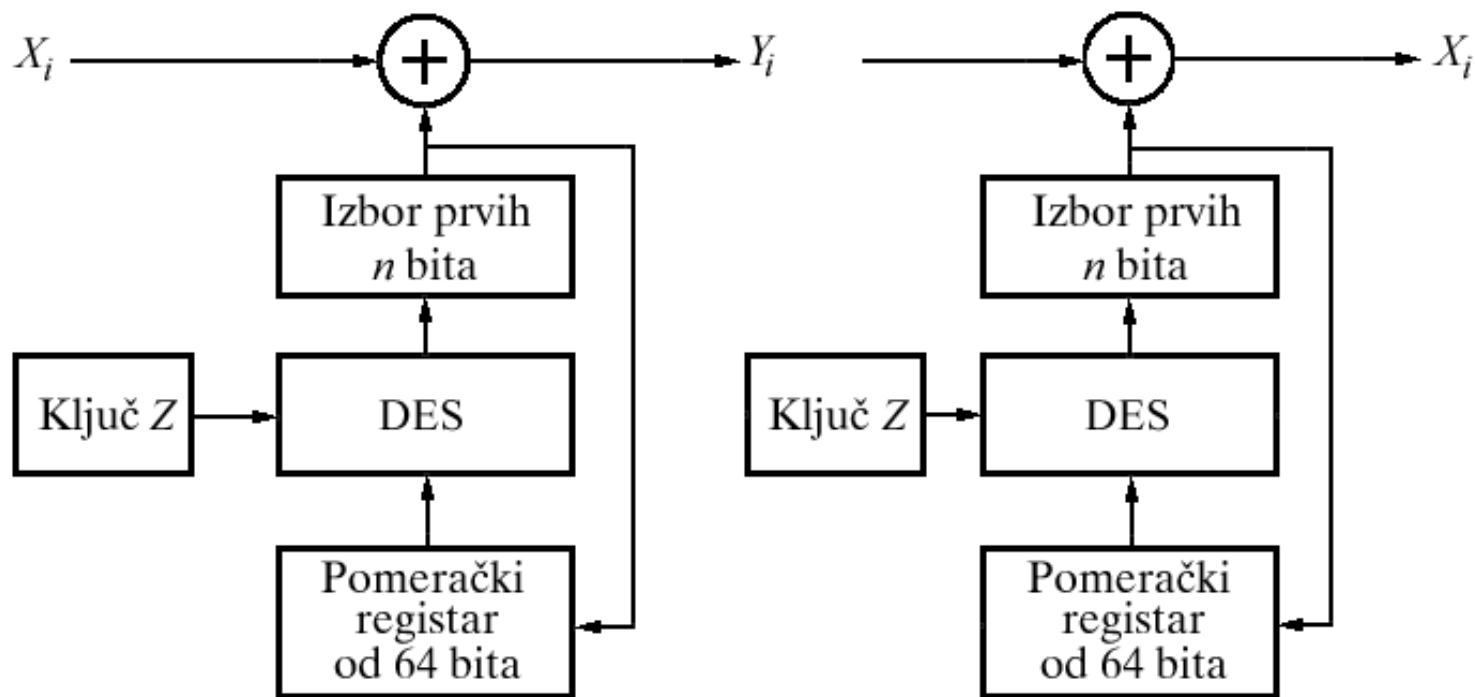 X_i
+
Y_i
+
X_i
Izbor prvih
n bita
Izbor prvih
n bita
Ključ Z
DES
Ključ Z
DES
Pomerački
registar
od 64 bita
Pomerački
registar
od 64 bita